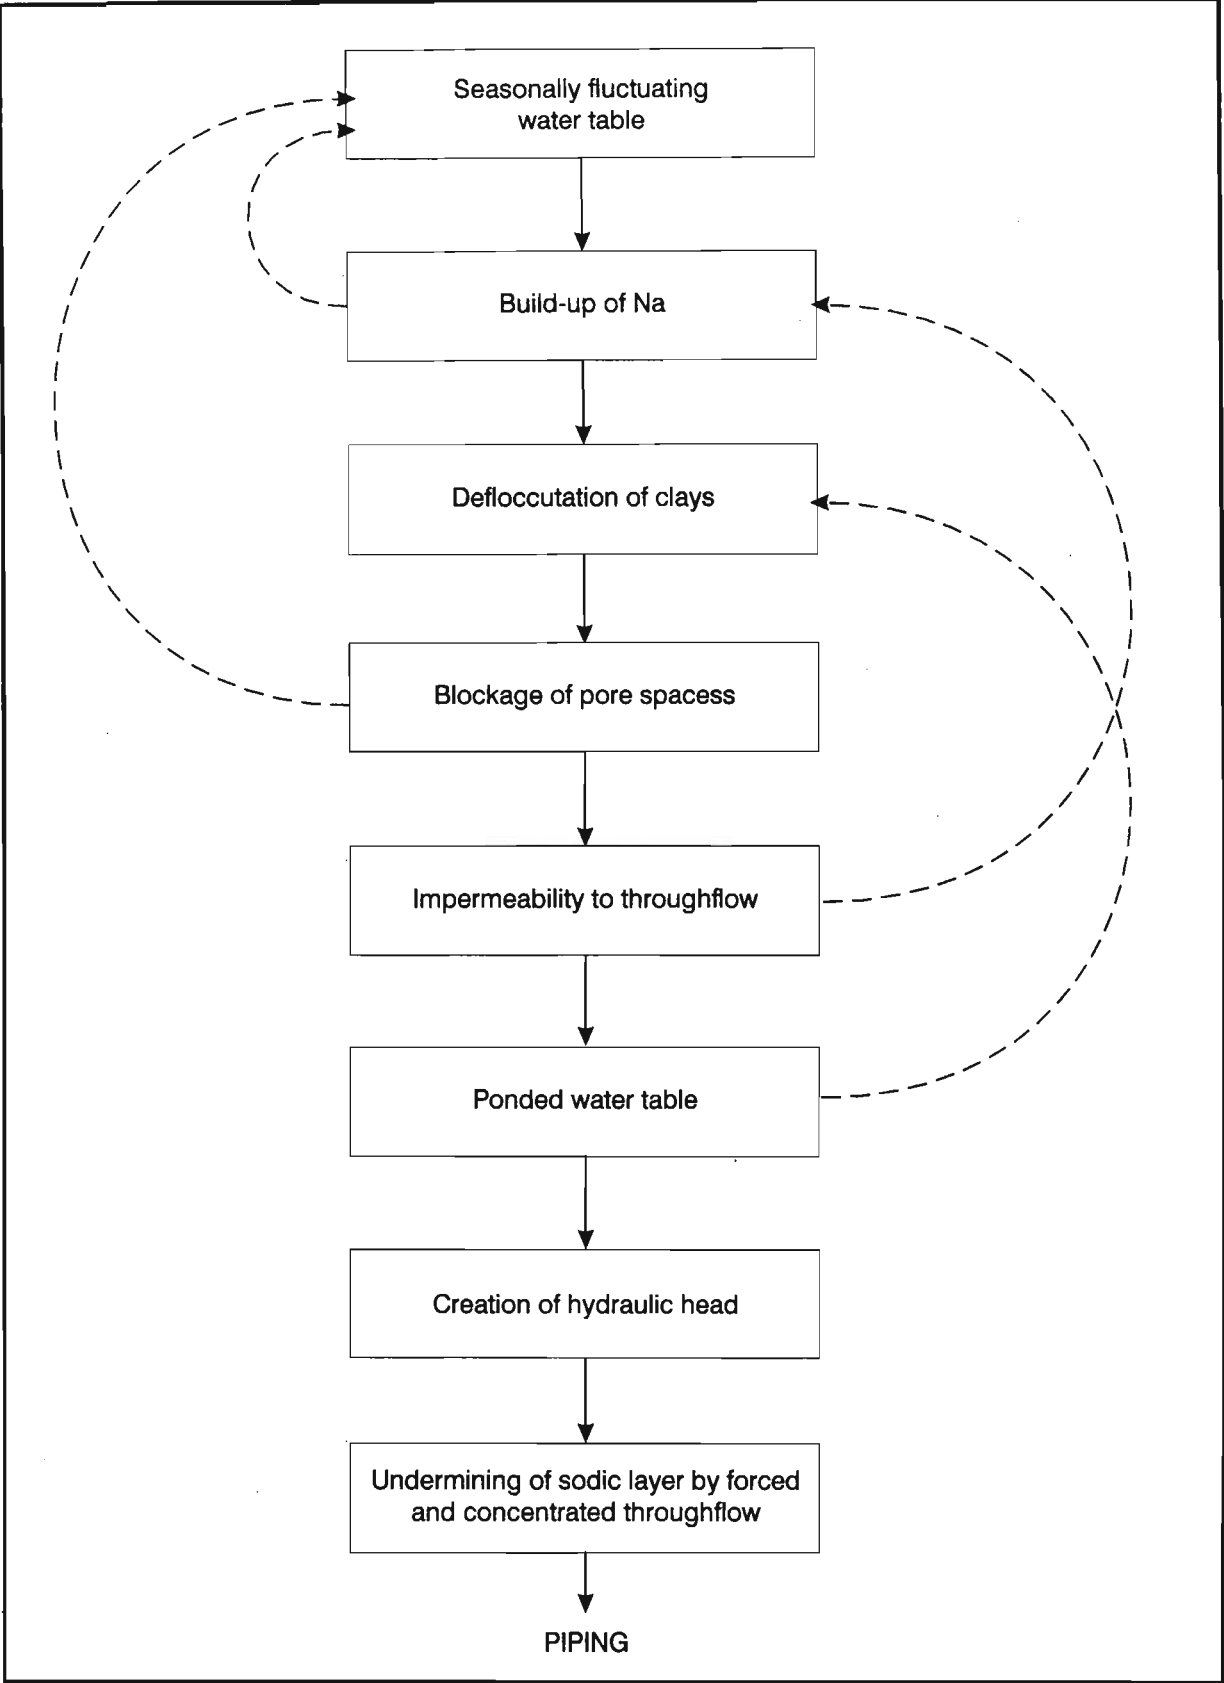 Seasonally fluctuating
water table
Build-up of Na
Defloccutation of clays
Blockage of pore spacess
Impermeability to throughflow
Ponded water table
Creation of hydraulic head
Undermining of sodic layer by forced
and concentrated throughflow
PIPING